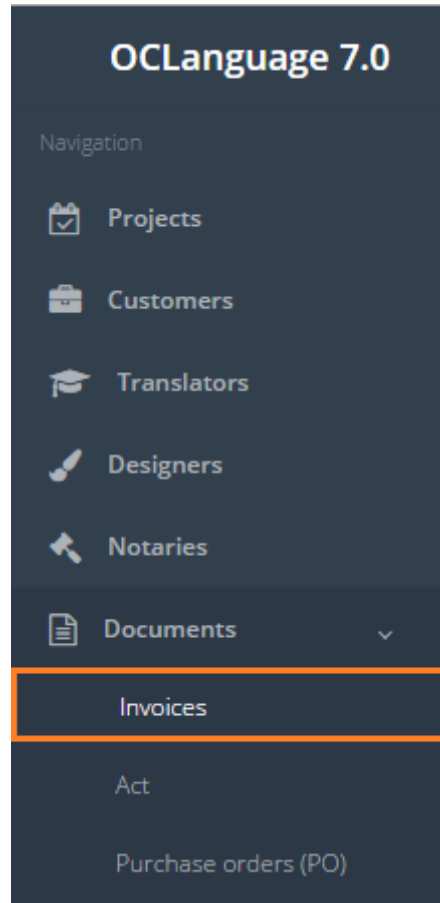 OCLanguage 7.0
Navigation
Projects
Customers
Translators
Designers
Notaries
Documents
Invoices
Act
Purchase orders (PO)